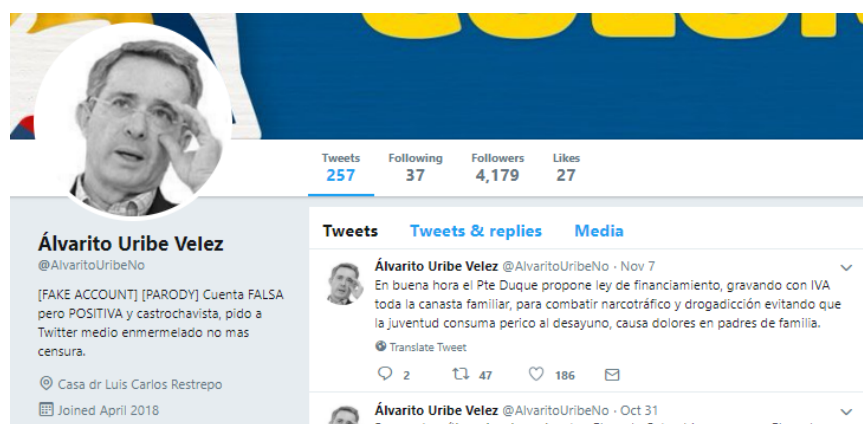 Tweets Following Followers Likes
257 37 4,179 27
Álvarito Uribe Velez
@AlvaritoUribeNo
[FAKE ACCOUNT] [PARODY] Cuenta FALSA
pero POSITIVA y castrochavista, pido a
Twitter medio enmermelado no mas
censura.
Casa dr Luis Carlos Restrepo
Joined April 2018
Tweets Tweets & replies Media
Álvarito Uribe Velez @AlvaritoUribeNo · Nov 7
En buena hora el Pte Duque propone ley de financiamiento, gravando con IVA
toda la canasta familiar, para combatir narcotráfico y drogadicción evitando que
la juventud consuma perico al desayuno, causa dolores en padres de familia.
Translate Tweet
2 47 186
Álvarito Uribe Velez @AlvaritoUribeNo · Oct 31